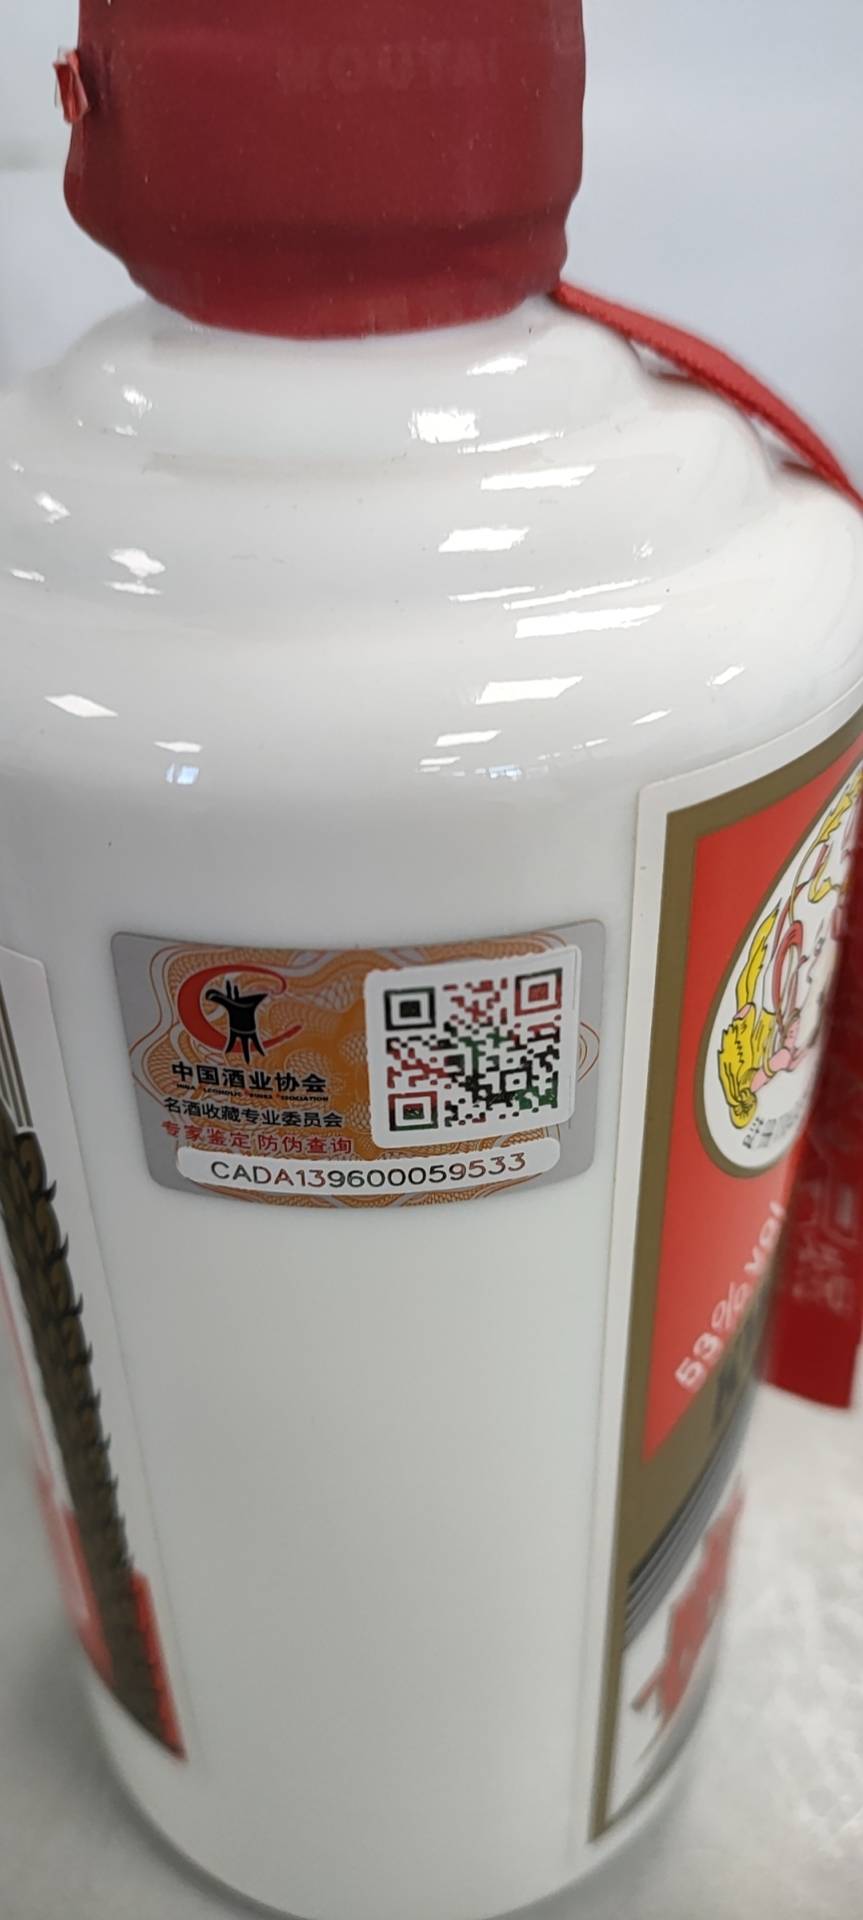 MOUTAI
中国酒业协会
名酒收藏专业委员会
专家鉴定防伪查询
CADA139600059533
53% vol